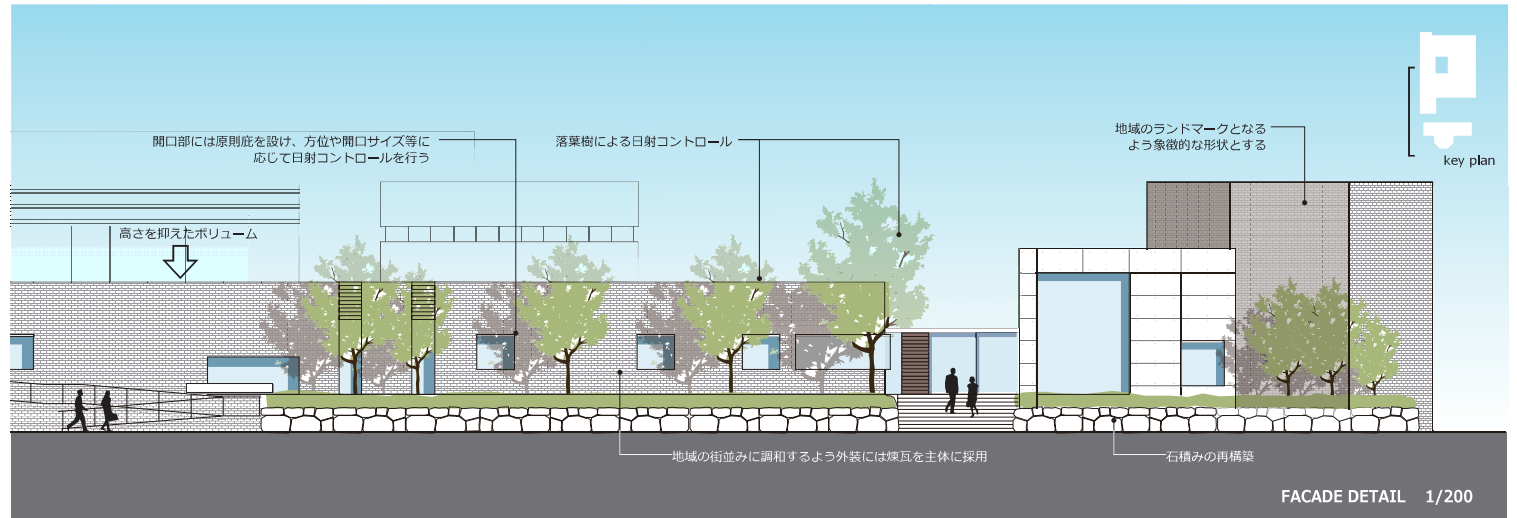 開口部には原則庇を設け、方位や開口サイズ等に
応じて日射コントロールを行う
落葉樹による日射コントロール
地域のランドマークとなる
よう象徴的な形状とする
key plan
高さを抑えたボリューム
地域の街並みに調和するよう外装には煉瓦を主体に採用
石積みの再構築
FACADE DETAIL 1/200